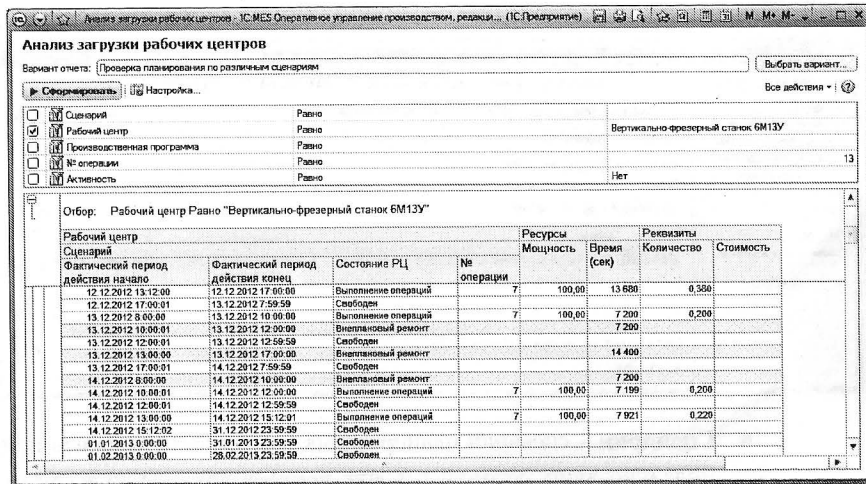 Анализ загрузки рабочих центров - 1С:MES Оперативное управление производством, редакци... (1С:Предприятие) M M+ M-
Анализ загрузки рабочих центров
Вариант отчета: Проверка планирования по различным сценариям Выбрать вариант...
Сформировать Настройка... Все действия
Сценарий Равно
Рабочий центр Равно Вертикально-фрезерный станок 6М13У
Производственная программа Равно
№ операции Равно 13
Активность Равно Нет
Отбор: Рабочий центр Равно "Вертикально-фрезерный станок 6М13У"
Рабочий центр Ресурсы Реквизиты
Сценарий Мощность Время (сек) Количество Стоимость
Фактический период действия начало Фактический период действия конец Состояние РЦ № операции
12.12.2012 13:12:00 12.12.2012 17:00:00 Выполнение операций 7 100,00 13 680 0,380
12.12.2012 17:00:01 13.12.2012 7:59:59 Свободен
13.12.2012 8:00:00 13.12.2012 10:00:00 Выполнение операций 7 100,00 7 200 0,200
13.12.2012 10:00:01 13.12.2012 12:00:00 Внеплановый ремонт 7 200
13.12.2012 12:00:01 13.12.2012 12:59:59 Свободен
13.12.2012 13:00:00 13.12.2012 17:00:00 Внеплановый ремонт 14 400
13.12.2012 17:00:01 14.12.2012 7:59:59 Свободен
14.12.2012 8:00:00 14.12.2012 10:00:00 Внеплановый ремонт 7 200
14.12.2012 10:00:01 14.12.2012 12:00:00 Выполнение операций 7 100,00 7 199 0,200
14.12.2012 12:00:01 14.12.2012 12:59:59 Свободен
14.12.2012 13:00:00 14.12.2012 15:12:01 Выполнение операций 7 100,00 7 921 0,220
14.12.2012 15:12:02 31.12.2012 23:59:59 Свободен
01.01.2013 0:00:00 31.01.2013 23:59:59 Свободен
01.02.2013 0:00:00 28.02.2013 23:59:59 Свободен